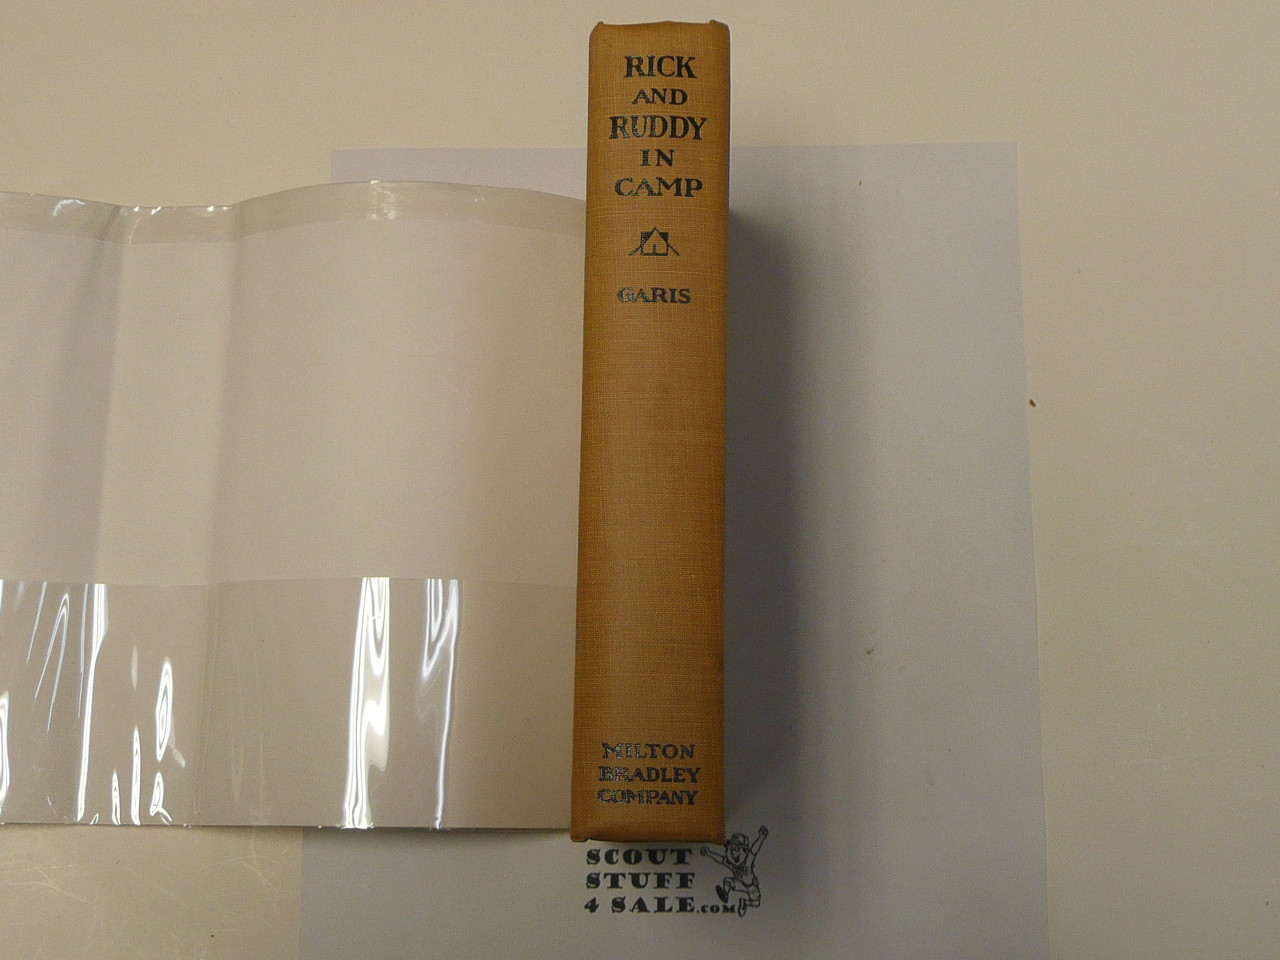 RICK
AND
RUDDY
IN
CAMP
GARIS
MILTON
BRADLEY
COMPANY
SCOUT
STUFF
4 SALE.com